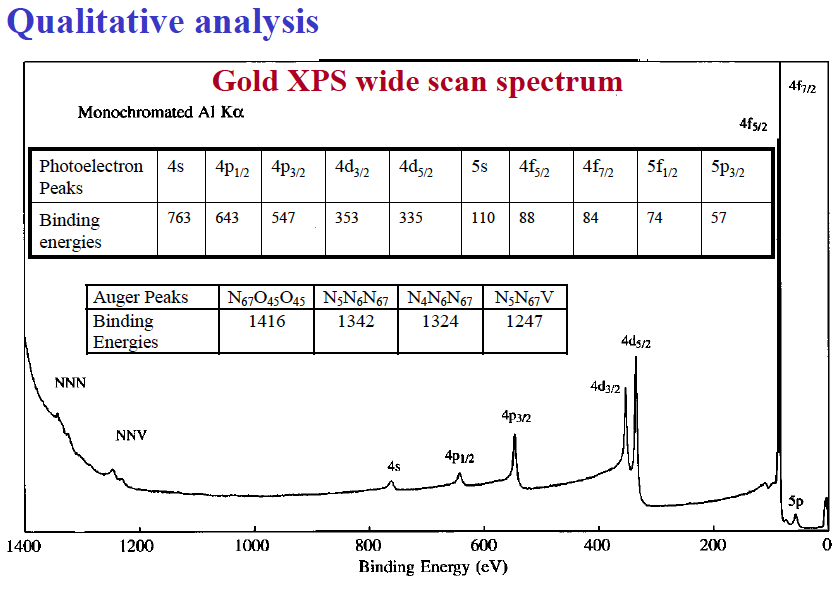 Qualitative analysis
Gold XPS wide scan spectrum
Monochromated Al Kα
4f7/2
4f5/2
Photoelectron Peaks 4s 4p1/2 4p3/2 4d3/2 4d5/2 5s 4f5/2 4f7/2 5f1/2 5p3/2
Binding energies 763 643 547 353 335 110 88 84 74 57
Auger Peaks N67O45O45 N5N6N67 N4N6N67 N5N67V
Binding Energies 1416 1342 1324 1247
4d5/2
NNN
4d3/2
4p3/2
NNV
4p1/2
4s
5p
1400 1200 1000 800 600 400 200 0
Binding Energy (eV)